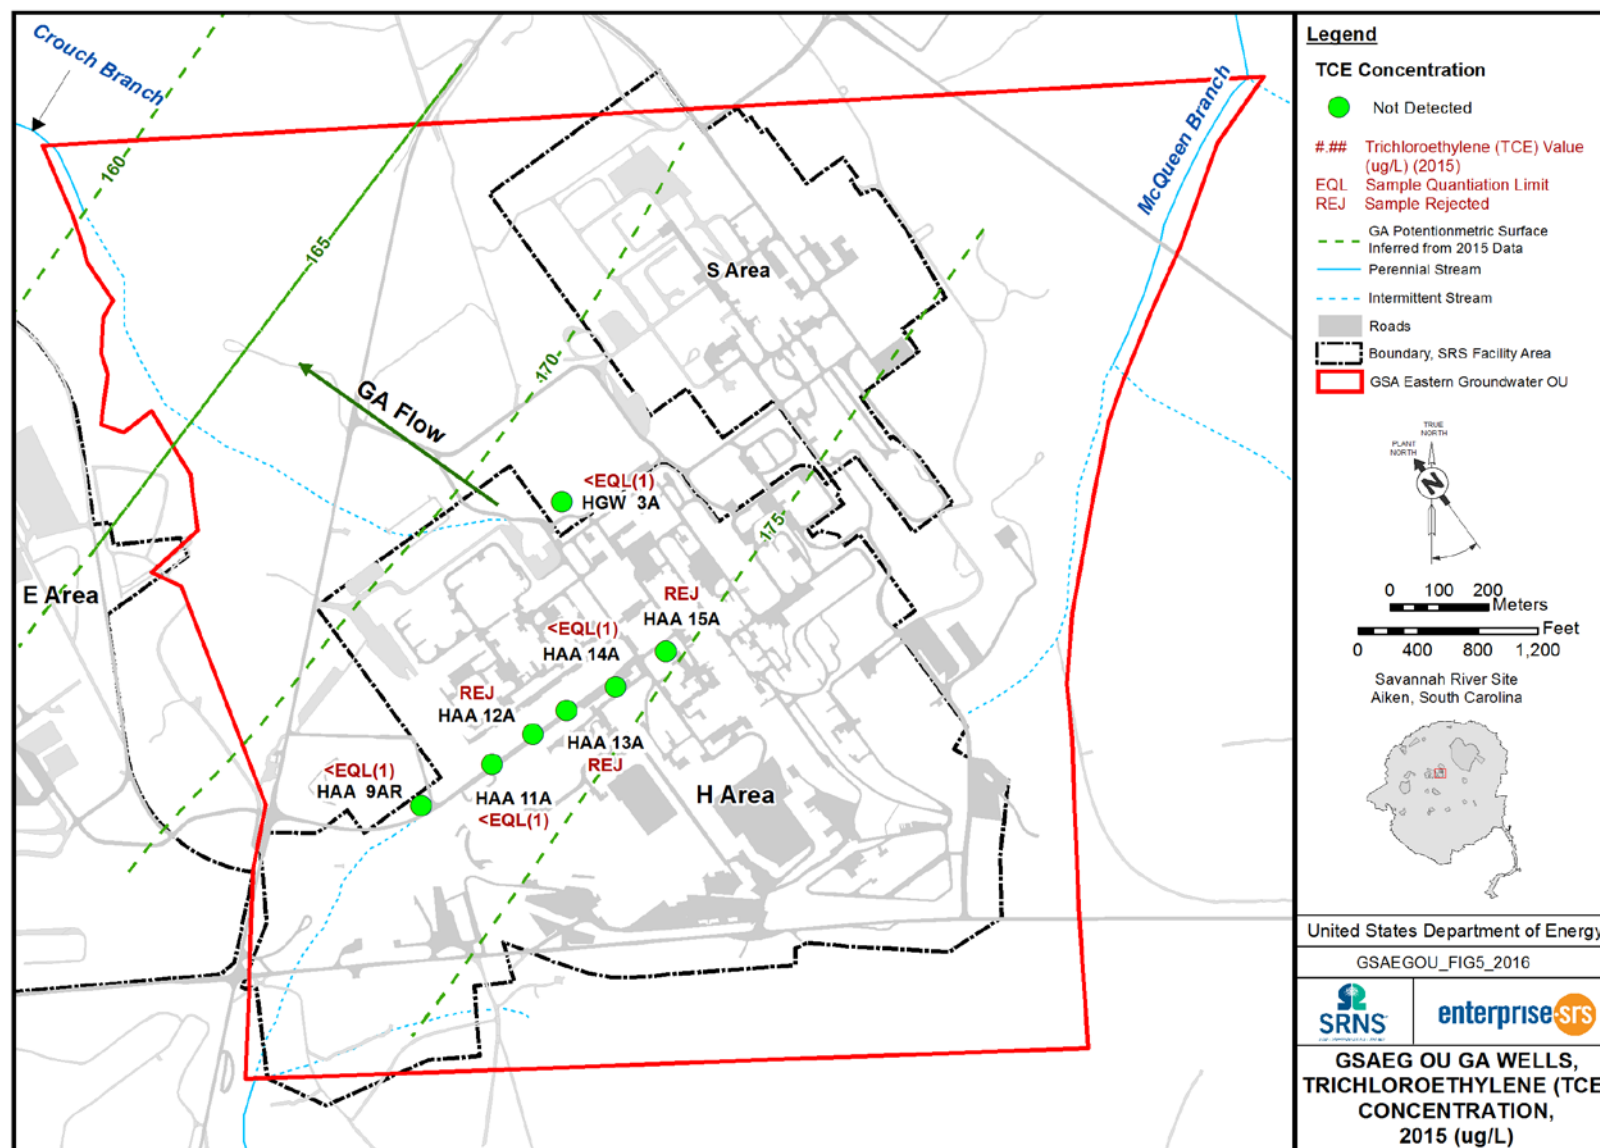 Crouch Branch
160
165
170
175
McQueen Branch
S Area
GA Flow
<EQL(1)
HGW 3A
E Area
REJ
HAA 15A
<EQL(1)
HAA 14A
REJ
HAA 12A
HAA 13A
REJ
<EQL(1)
HAA 9AR
HAA 11A
<EQL(1)
H Area
Legend
TCE Concentration
Not Detected
#.## Trichloroethylene (TCE) Value
(ug/L) (2015)
EQL Sample Quantiation Limit
REJ Sample Rejected
GA Potentionmetric Surface
Inferred from 2015 Data
Perennial Stream
Intermittent Stream
Roads
Boundary, SRS Facility Area
GSA Eastern Groundwater OU
TRUE
NORTH
PLANT
NORTH
N
0 100 200
Meters
Feet
0 400 800 1,200
Savannah River Site
Aiken, South Carolina
United States Department of Energy
GSAEGOU_FIG5_2016
SRNS
enterprise·srs
GSAEG OU GA WELLS,
TRICHLOROETHYLENE (TCE
CONCENTRATION,
2015 (ug/L)